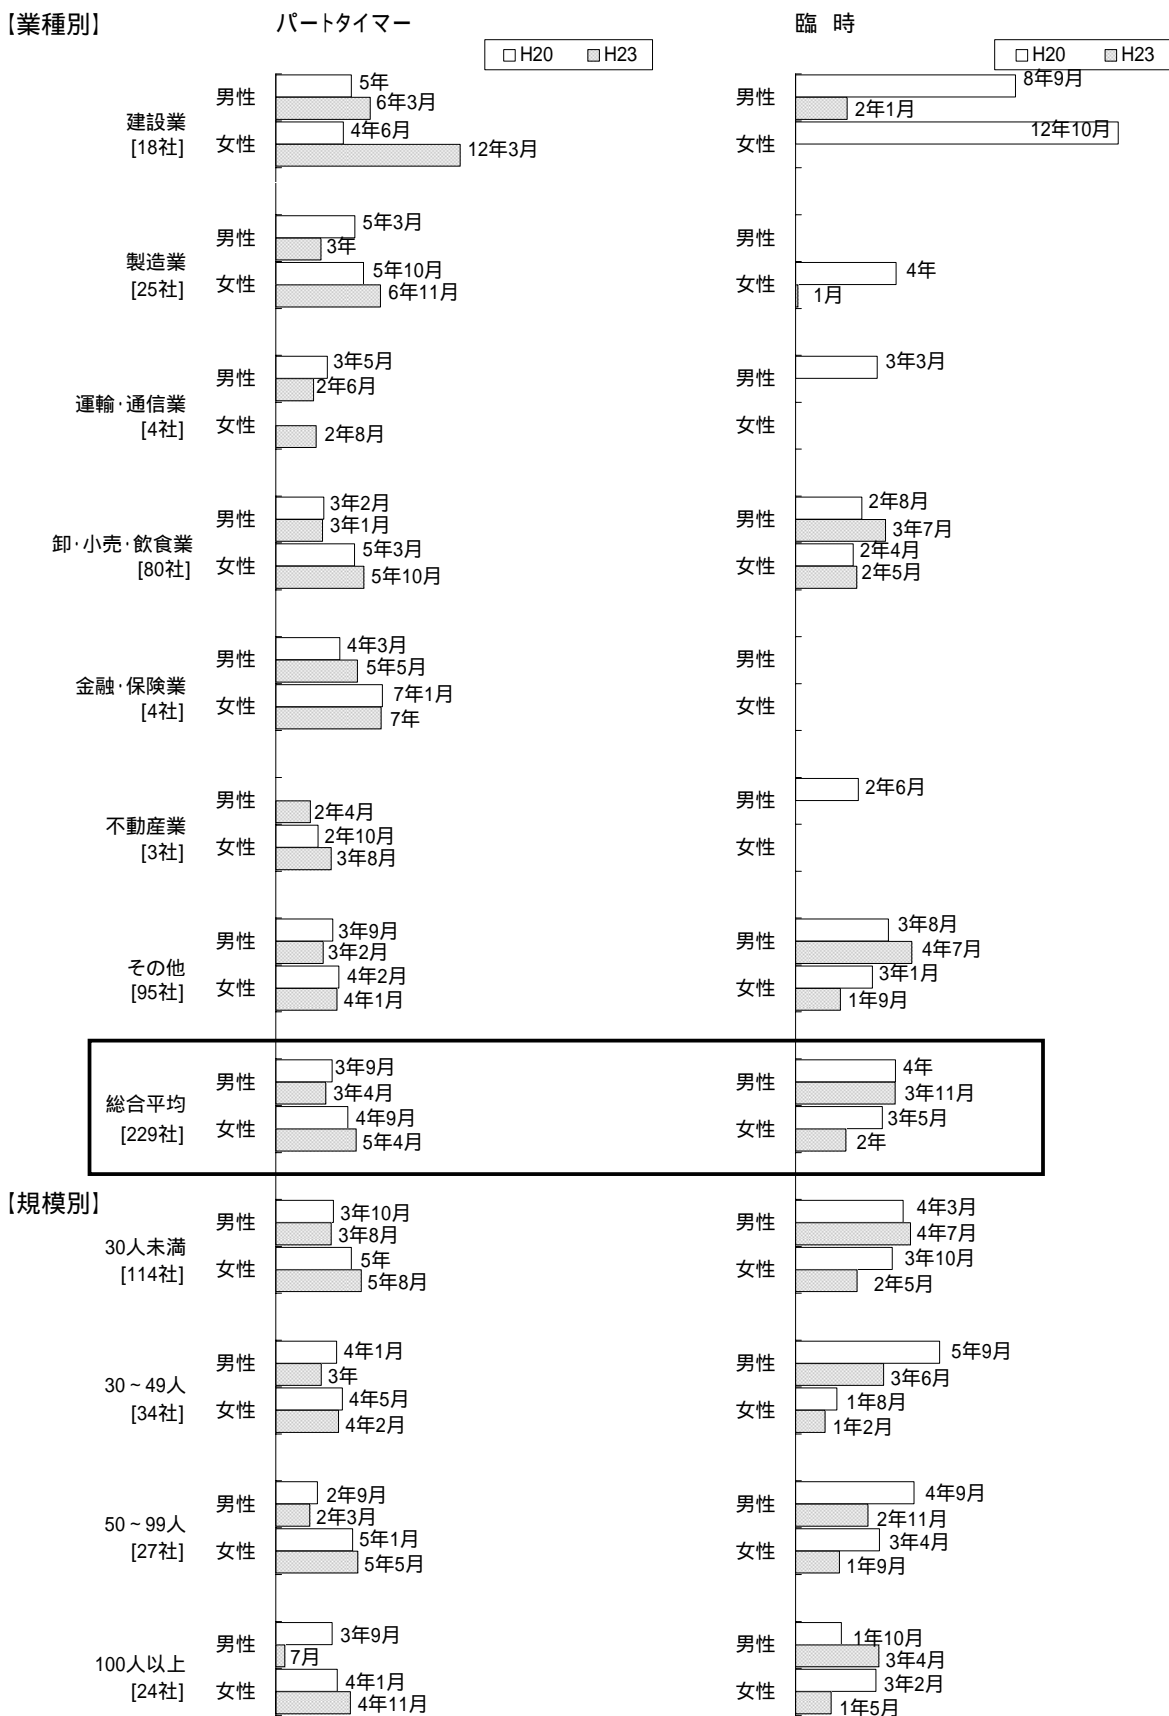 【業種別】 パートタイマー 臨 時
□H20 ▨H23 □H20 ▨H23
建設業
[18社]
男性 5年
6年3月
女性 4年6月
12年3月
男性 8年9月
2年1月
女性 12年10月
製造業
[25社]
男性 5年3月
3年
女性 5年10月
6年11月
男性
女性 4年
1月
運輸・通信業
[4社]
男性 3年5月
2年6月
女性 2年8月
男性 3年3月
女性
卸・小売・飲食業
[80社]
男性 3年2月
3年1月
女性 5年3月
5年10月
男性 2年8月
3年7月
女性 2年4月
2年5月
金融・保険業
[4社]
男性 4年3月
5年5月
女性 7年1月
7年
男性
女性
不動産業
[3社]
男性 2年4月
女性 2年10月
3年8月
男性 2年6月
女性
その他
[95社]
男性 3年9月
3年2月
女性 4年2月
4年1月
男性 3年8月
4年7月
女性 3年1月
1年9月
総合平均
[229社]
男性 3年9月
3年4月
女性 4年9月
5年4月
男性 4年
3年11月
女性 3年5月
2年
【規模別】
30人未満
[114社]
男性 3年10月
3年8月
女性 5年
5年8月
男性 4年3月
4年7月
女性 3年10月
2年5月
30～49人
[34社]
男性 4年1月
3年
女性 4年5月
4年2月
男性 5年9月
3年6月
女性 1年8月
1年2月
50～99人
[27社]
男性 2年9月
2年3月
女性 5年1月
5年5月
男性 4年9月
2年11月
女性 3年4月
1年9月
100人以上
[24社]
男性 3年9月
7月
女性 4年1月
4年11月
男性 1年10月
3年4月
女性 3年2月
1年5月